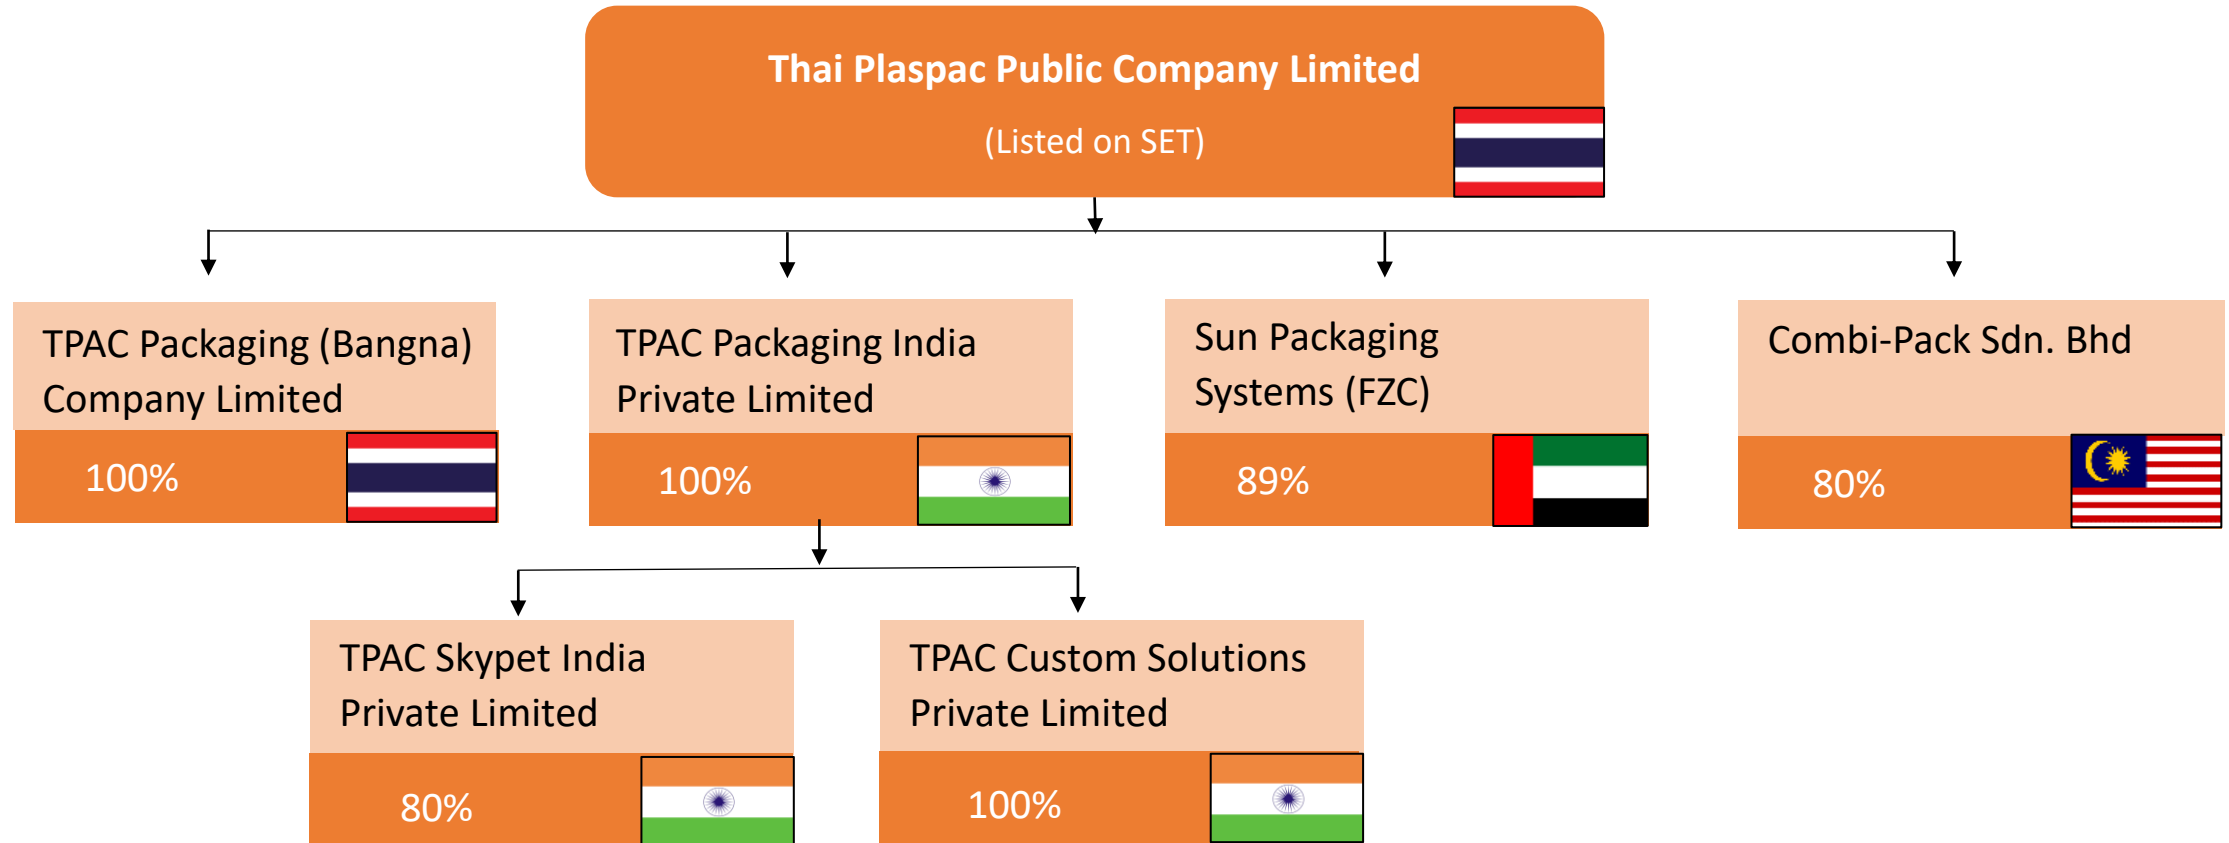 Thai Plaspac Public Company Limited
(Listed on SET)
TPAC Packaging (Bangna)
Company Limited
100%
TPAC Packaging India
Private Limited
100%
Sun Packaging
Systems (FZC)
89%
Combi-Pack Sdn. Bhd
80%
TPAC Skypet India
Private Limited
80%
TPAC Custom Solutions
Private Limited
100%